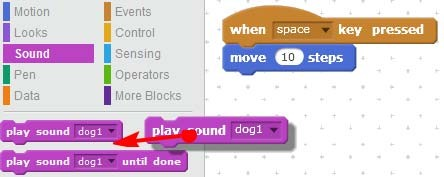 Motion
Events
Looks
Control
Sound
Sensing
Pen
Operators
Data
More Blocks
play sound dog1
play sound dog1 until done
play sound dog1
when space key pressed
move 10 steps